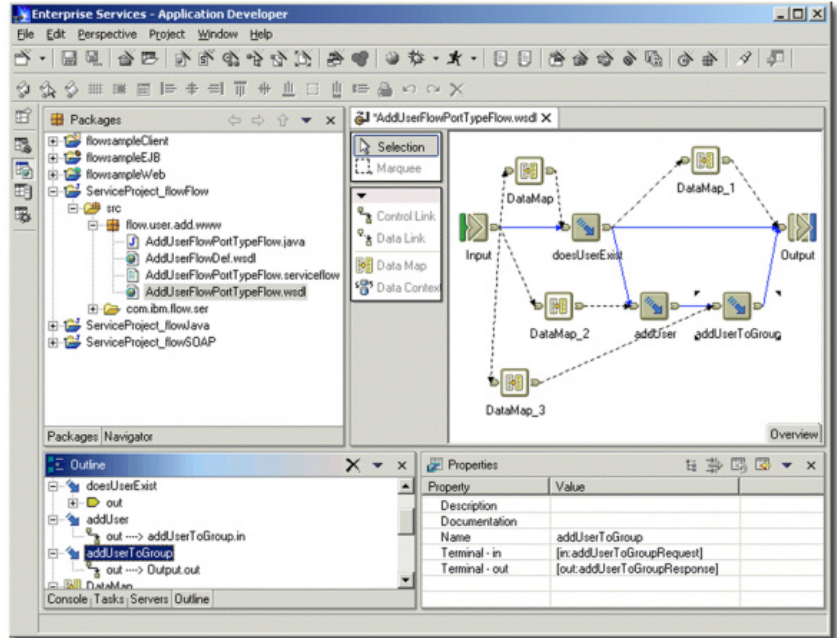 Enterprise Services - Application Developer
File Edit Perspective Project Window Help
Packages
flowsampleClient
flowsampleEJB
flowsampleWeb
ServiceProject_flowFlow
src
flow.user.add.www
AddUserFlowPortTypeFlow.java
AddUserFlowDef.wsdl
AddUserFlowPortTypeFlow.serviceflow
AddUserFlowPortTypeFlow.wsdl
com.ibm.flow.ser
ServiceProject_flowJava
ServiceProject_flowSOAP
Packages Navigator
*AddUserFlowPortTypeFlow.wsdl
Selection
Marquee
Control Link
Data Link
Data Map
Data Contex
DataMap
DataMap_1
Input
doesUserExist
Output
DataMap_2
addUser
addUserToGroup
DataMap_3
Overview
Outline
doesUserExist
out
addUser
out ----> addUserToGroup.in
addUserToGroup
out ----> Output.out
DataMap
Console Tasks Servers Outline
Properties
Property Value
Description
Documentation
Name addUserToGroup
Terminal - in [in:addUserToGroupRequest]
Terminal - out [out:addUserToGroupResponse]